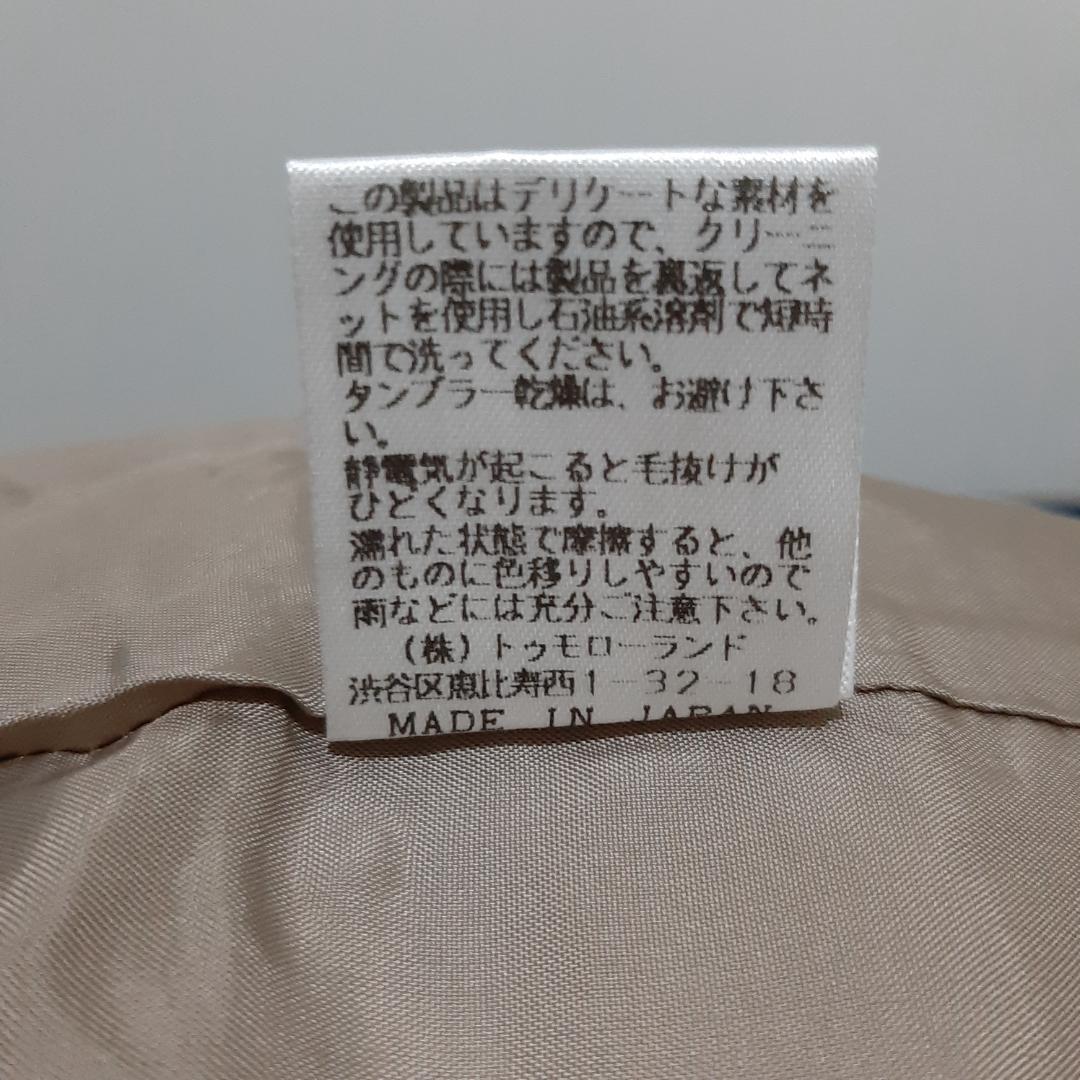 この製品はデリケートな素材を
使用していますので、クリーニ
ングの際には製品を裏返してネ
ットを使用し石油系溶剤で短時
間で洗ってください。
タンブラー乾燥は、お避け下さ
い。
静電気が起こると毛抜けが
ひどくなります。
濡れた状態で摩擦すると、他
のものに色移りしやすいので
雨などには充分ご注意下さい。
(株)トゥモローランド
渋谷区恵比寿西1-32-18
MADE IN JAPAN